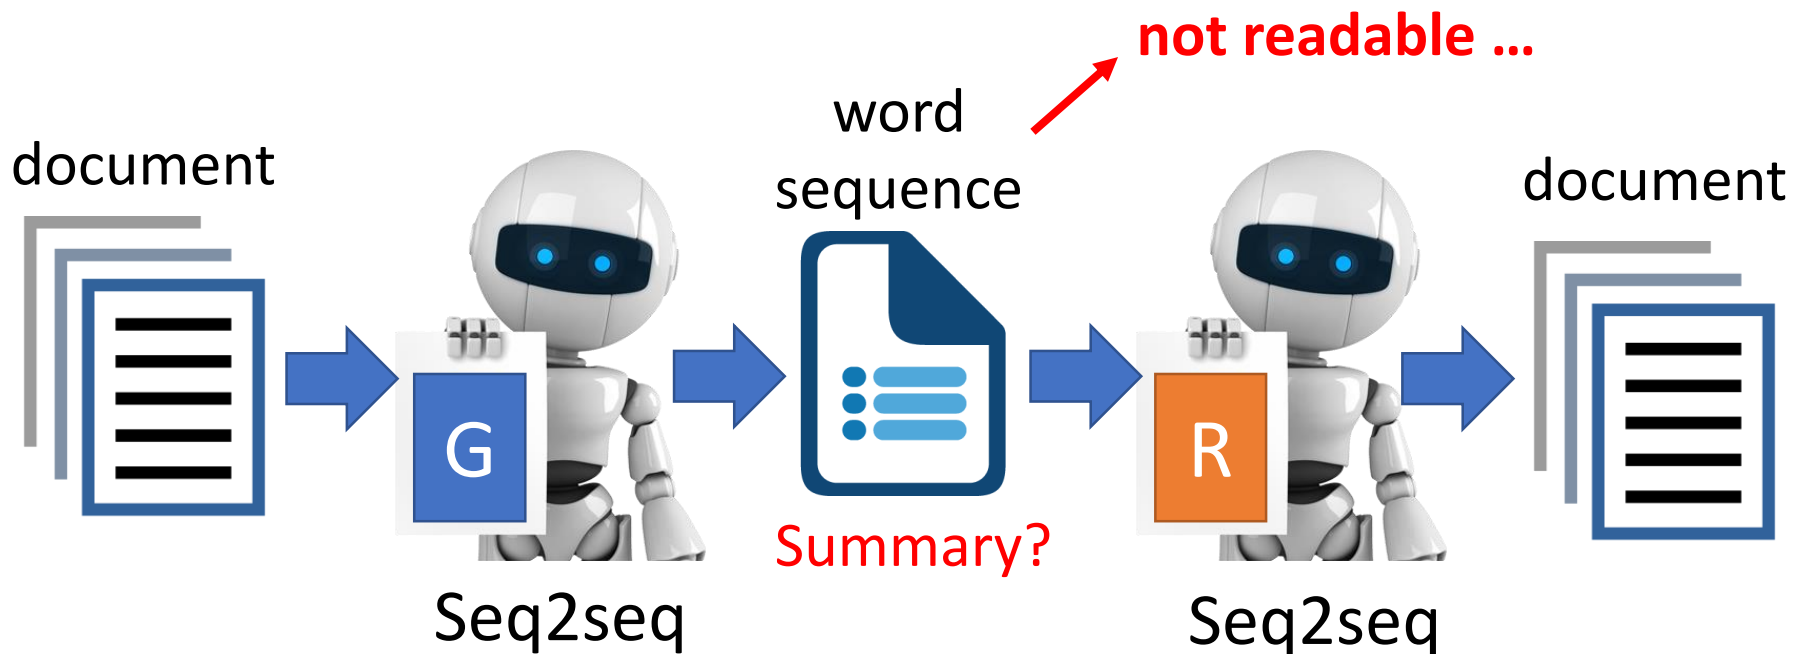 not readable ...
word
sequence
document
document
G
R
Summary?
Seq2seq
Seq2seq